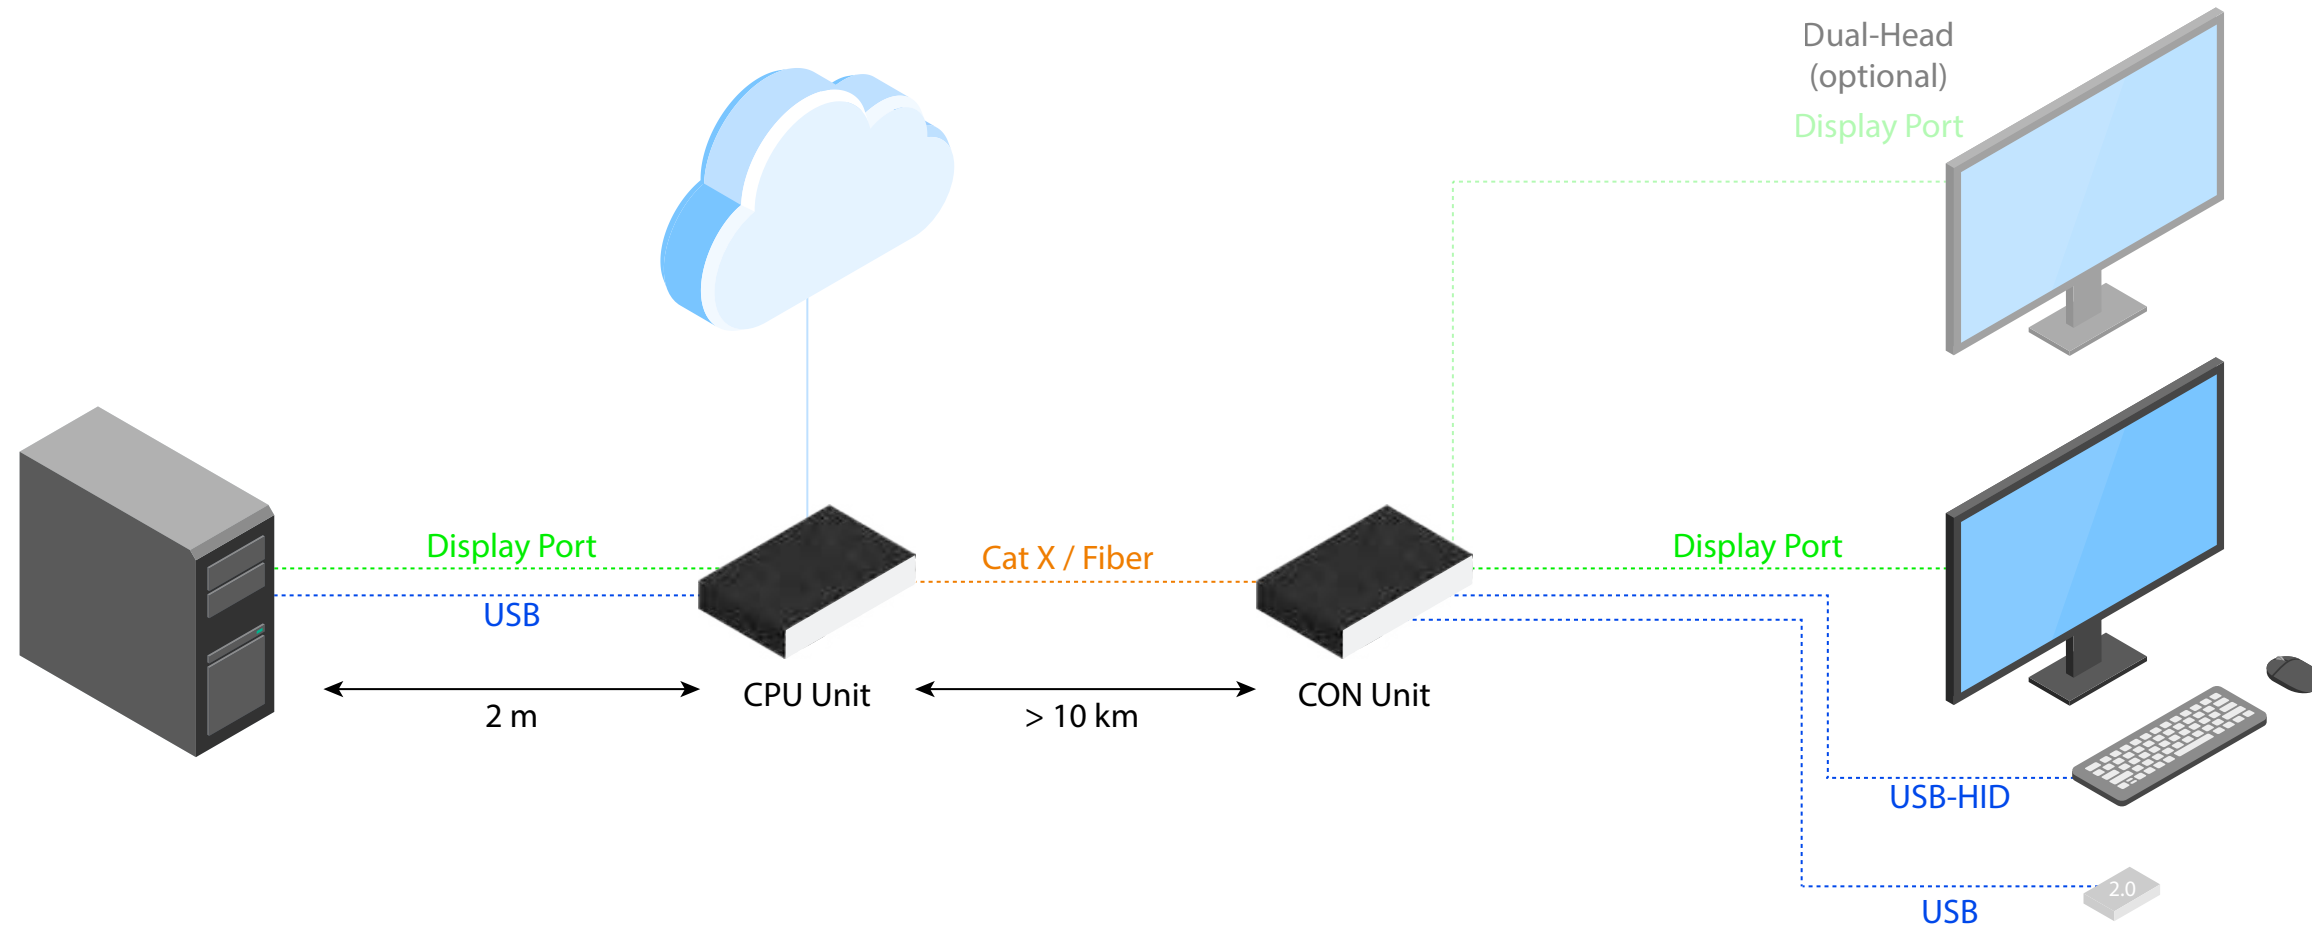 Dual-Head
(optional)
Display Port
Display Port
USB
Cat X / Fiber
Display Port
2 m
CPU Unit
> 10 km
CON Unit
USB-HID
2.0
USB